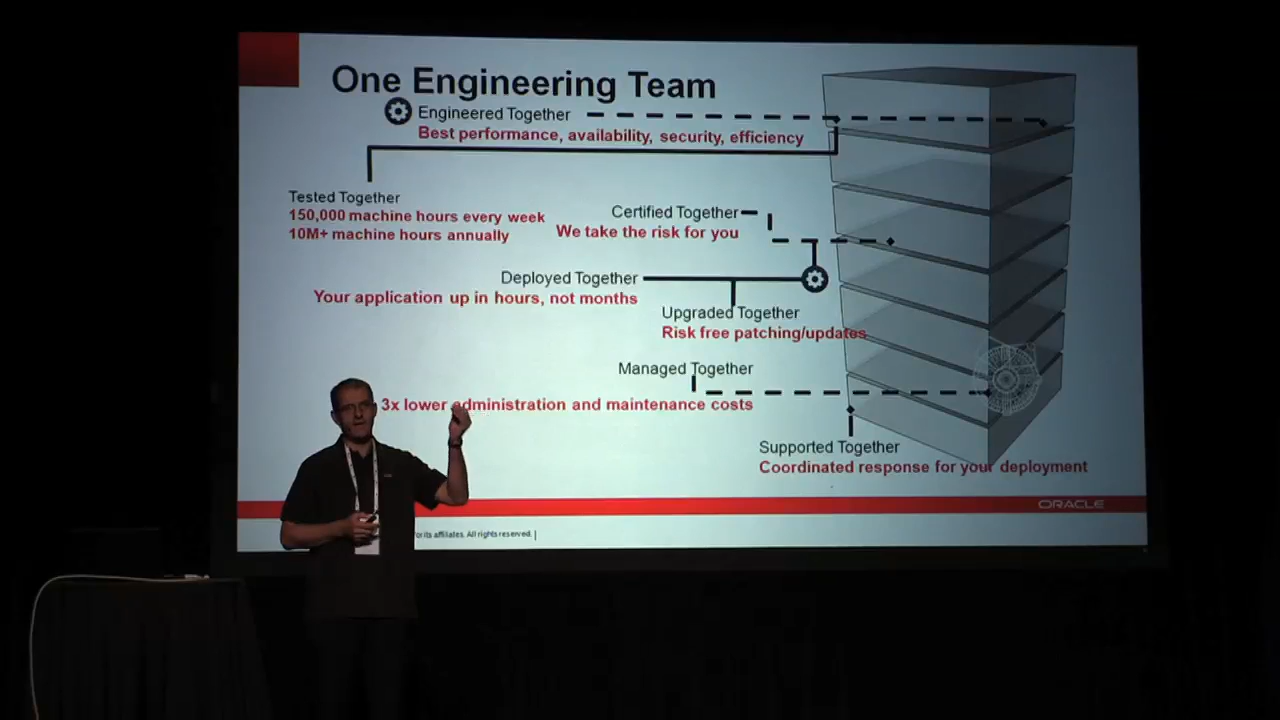 One Engineering Team
Engineered Together
Best performance, availability, security, efficiency
Tested Together
150,000 machine hours every week
10M+ machine hours annually
Certified Together
We take the risk for you
Deployed Together
Your application up in hours, not months
Upgraded Together
Risk free patching/updates
Managed Together
3x lower administration and maintenance costs
Supported Together
Coordinated response for your deployment
ORACLE
its affiliates. All rights reserved. |